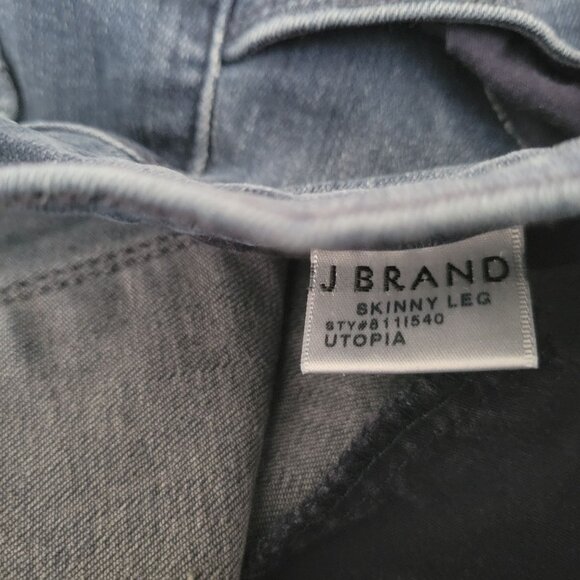 J BRAND
SKINNY LEG
STY#811I540
UTOPIA